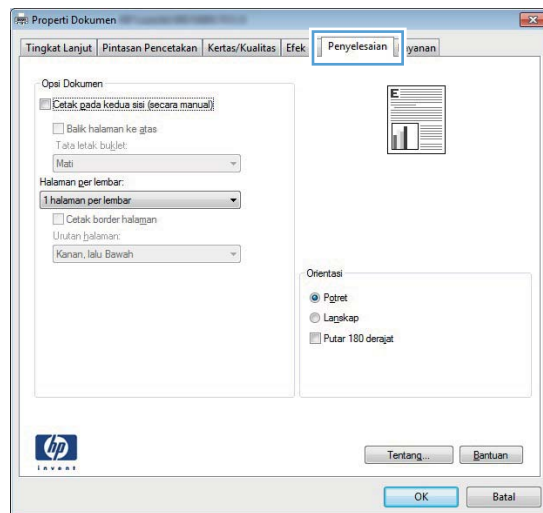 Properti Dokumen
Tingkat Lanjut Pintasan Pencetakan Kertas/Kualitas Efek Penyelesaian yanan
Opsi Dokumen
Cetak pada kedua sisi (secara manual)
Balik halaman ke atas
Tata letak buklet:
Mati
Halaman per lembar:
1 halaman per lembar
Cetak border halaman
Urutan halaman:
Kanan, lalu Bawah
E
Orientasi
Potret
Lanskap
Putar 180 derajat
hp
invent
Tentang... Bantuan
OK Batal